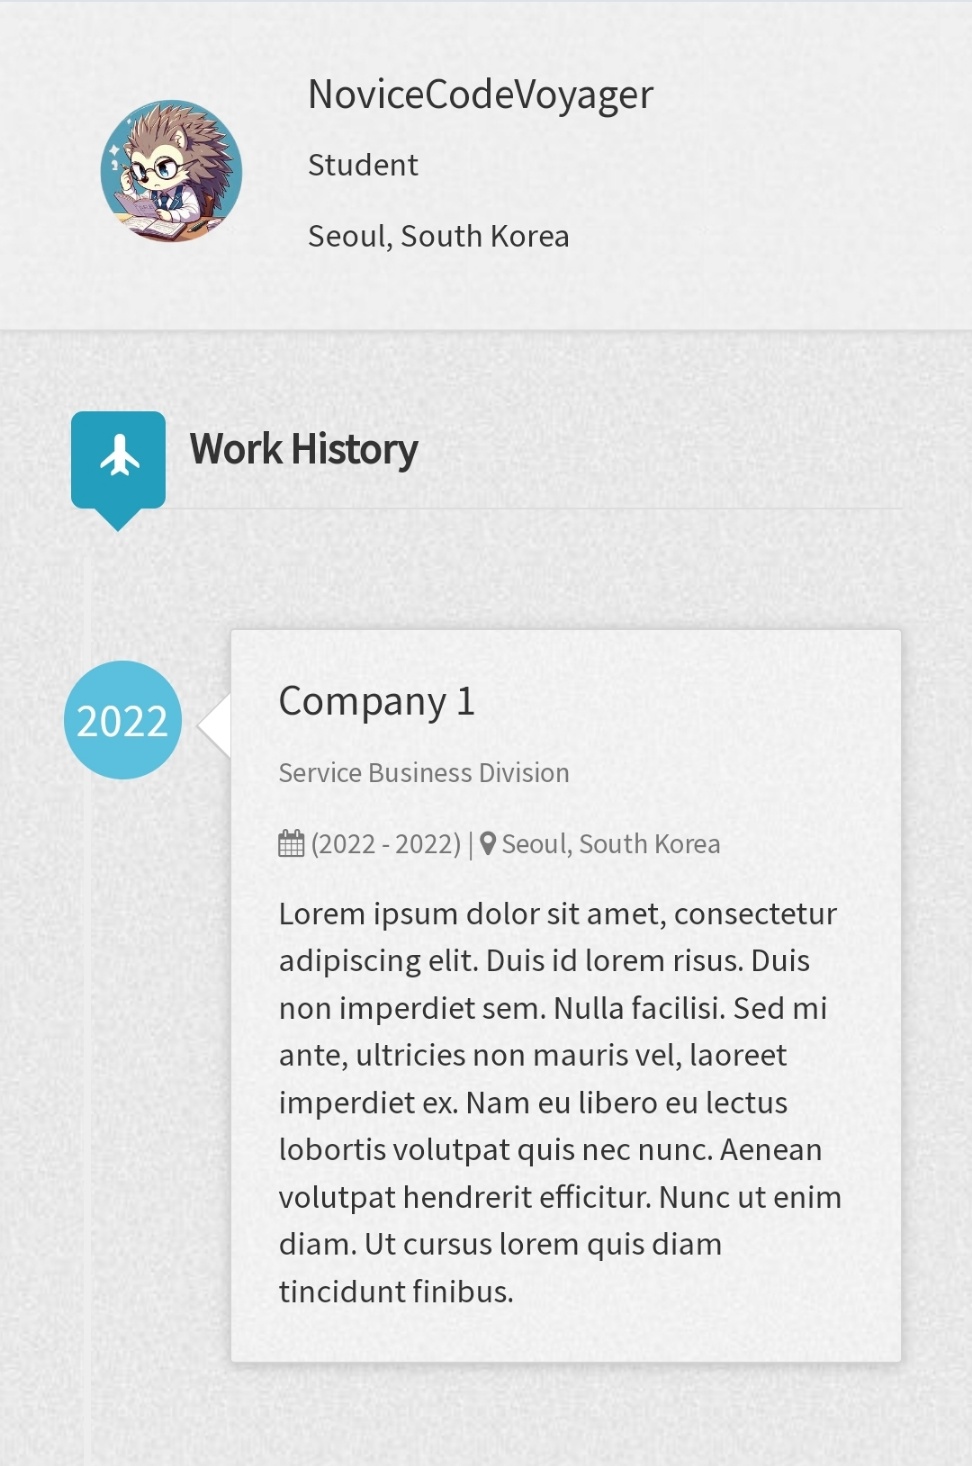 NoviceCodeVoyager
Student
Seoul, South Korea
Work History
2022
Company 1
Service Business Division
(2022 - 2022) | Seoul, South Korea
Lorem ipsum dolor sit amet, consectetur
adipiscing elit. Duis id lorem risus. Duis
non imperdiet sem. Nulla facilisi. Sed mi
ante, ultricies non mauris vel, laoreet
imperdiet ex. Nam eu libero eu lectus
lobortis volutpat quis nec nunc. Aenean
volutpat hendrerit efficitur. Nunc ut enim
diam. Ut cursus lorem quis diam
tincidunt finibus.